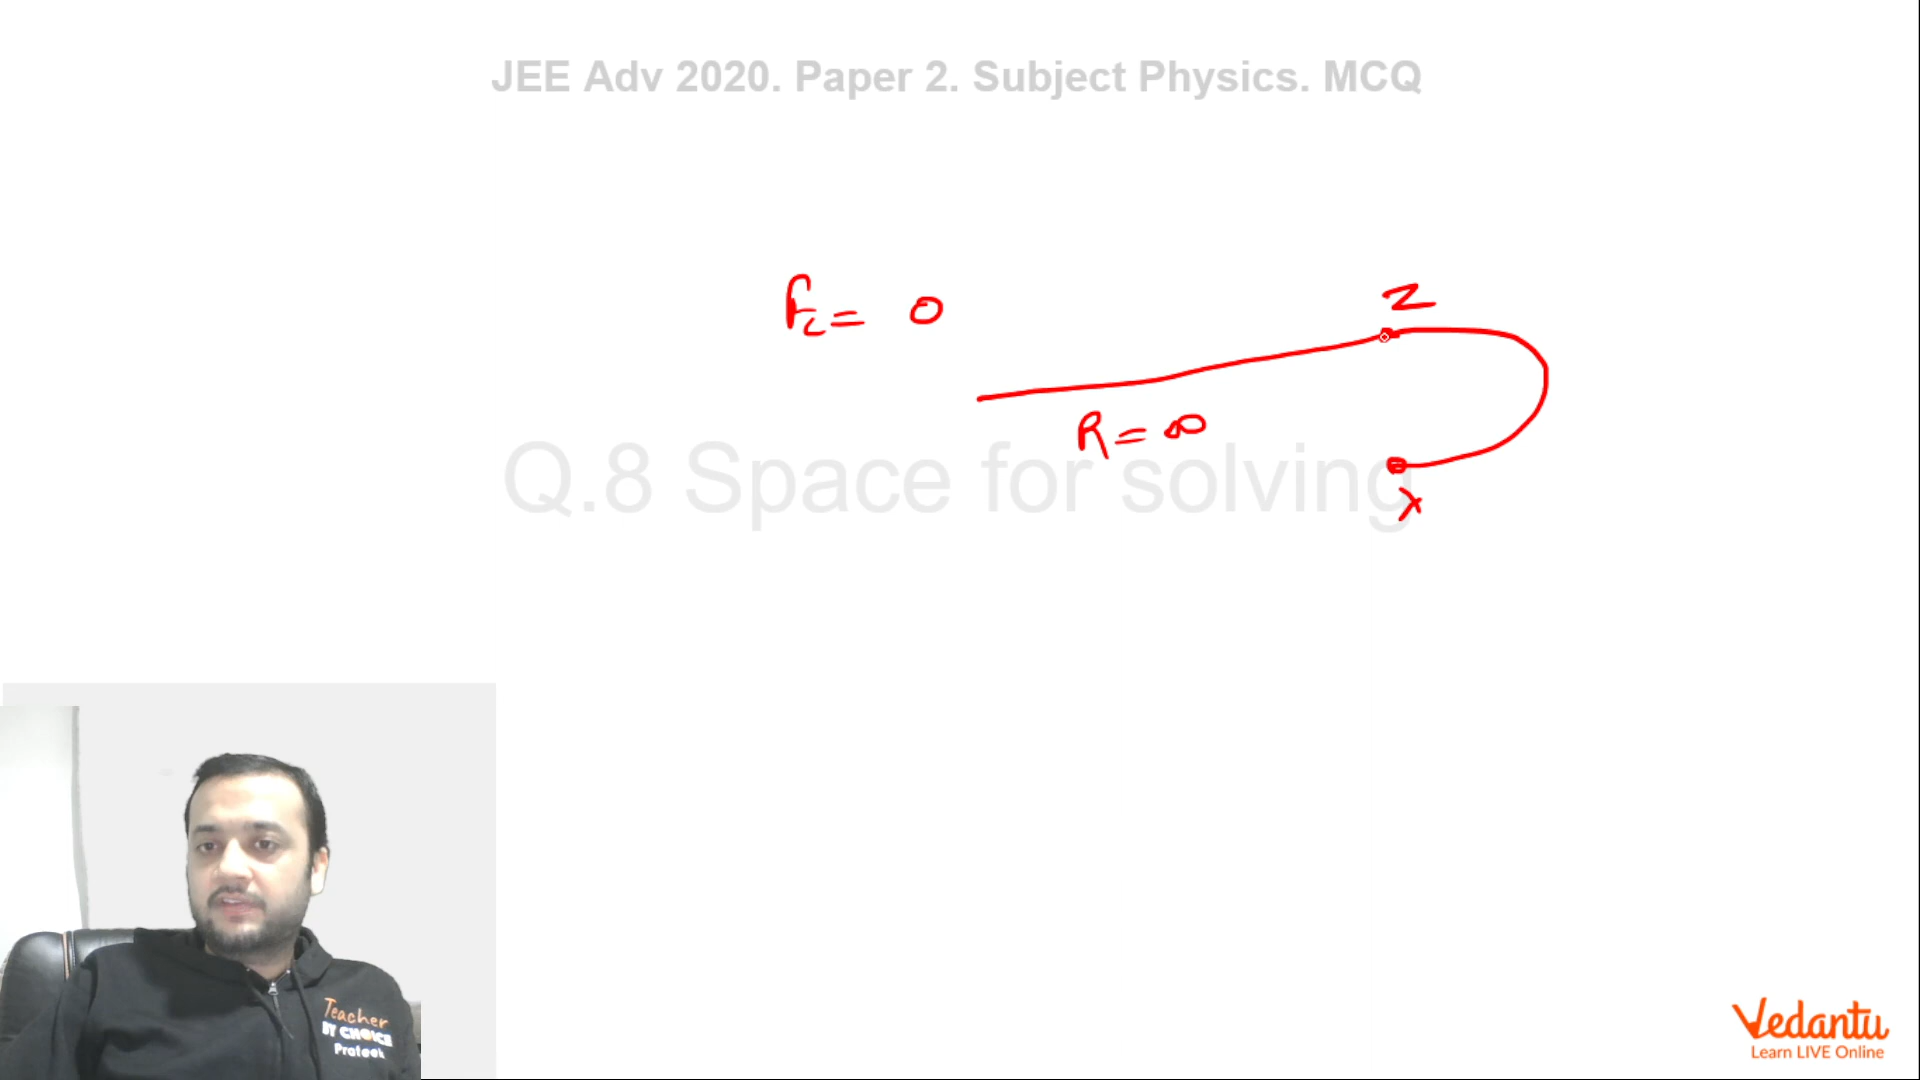 JEE Adv 2020. Paper 2. Subject Physics. MCQ
Fc = 0
Z
R = ∞
Q.8 Space for solving
X
Teacher
BY CHOICE
Prateek
Vedantu
Learn LIVE Online